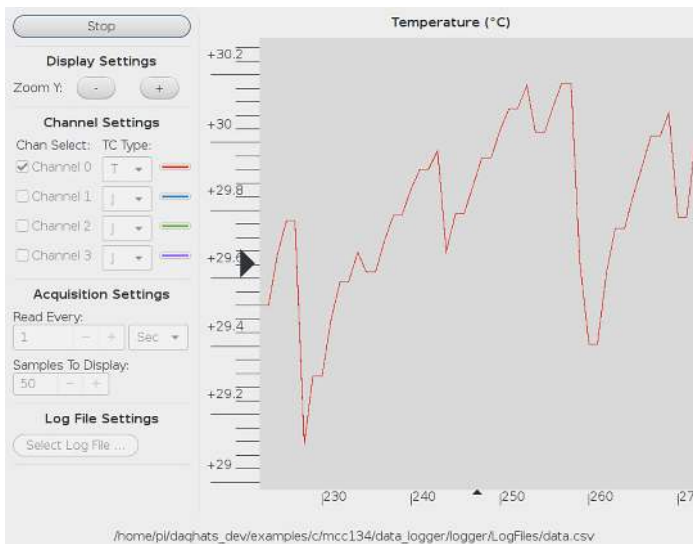 Stop
Display Settings
Zoom Y: - +
Channel Settings
Chan Select: TC Type:
Channel 0 T
Channel 1 J
Channel 2 J
Channel 3 J
Acquisition Settings
Read Every:
1 - + Sec
Samples To Display:
50 - +
Log File Settings
Select Log File ...
Temperature (°C)
+30.2
+30
+29.8
+29.6
+29.4
+29.2
+29
|230 |240 |250 |260 |27
/home/pi/daqhats_dev/examples/c/mcc134/data_logger/logger/LogFiles/data.csv